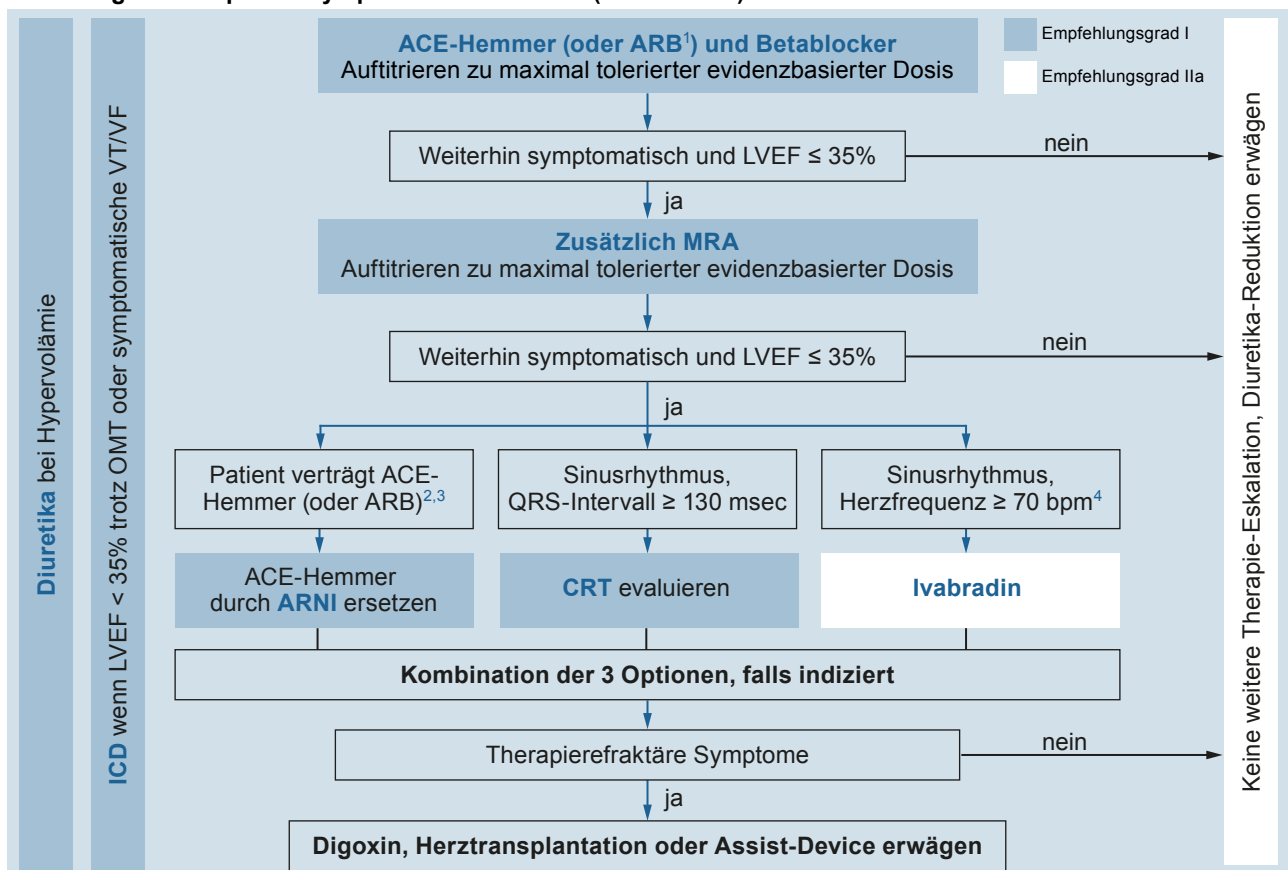 ACE-Hemmer (oder ARB¹) und Betablocker
Auftitrieren zu maximal tolerierter evidenzbasierter Dosis
Empfehlungsgrad I
Empfehlungsgrad IIa
Weiterhin symptomatisch und LVEF ≤ 35%
nein
ja
Zusätzlich MRA
Auftitrieren zu maximal tolerierter evidenzbasierter Dosis
Weiterhin symptomatisch und LVEF ≤ 35%
nein
ja
Patient verträgt ACE-
Hemmer (oder ARB)²,³
Sinusrhythmus,
QRS-Intervall ≥ 130 msec
Sinusrhythmus,
Herzfrequenz ≥ 70 bpm⁴
ACE-Hemmer
durch ARNI ersetzen
CRT evaluieren
Ivabradin
Kombination der 3 Optionen, falls indiziert
Therapierefraktäre Symptome
nein
ja
Digoxin, Herztransplantation oder Assist-Device erwägen
Diuretika bei Hypervolämie
ICD wenn LVEF < 35% trotz OMT oder symptomatische VT/VF
Keine weitere Therapie-Eskalation, Diuretika-Reduktion erwägen